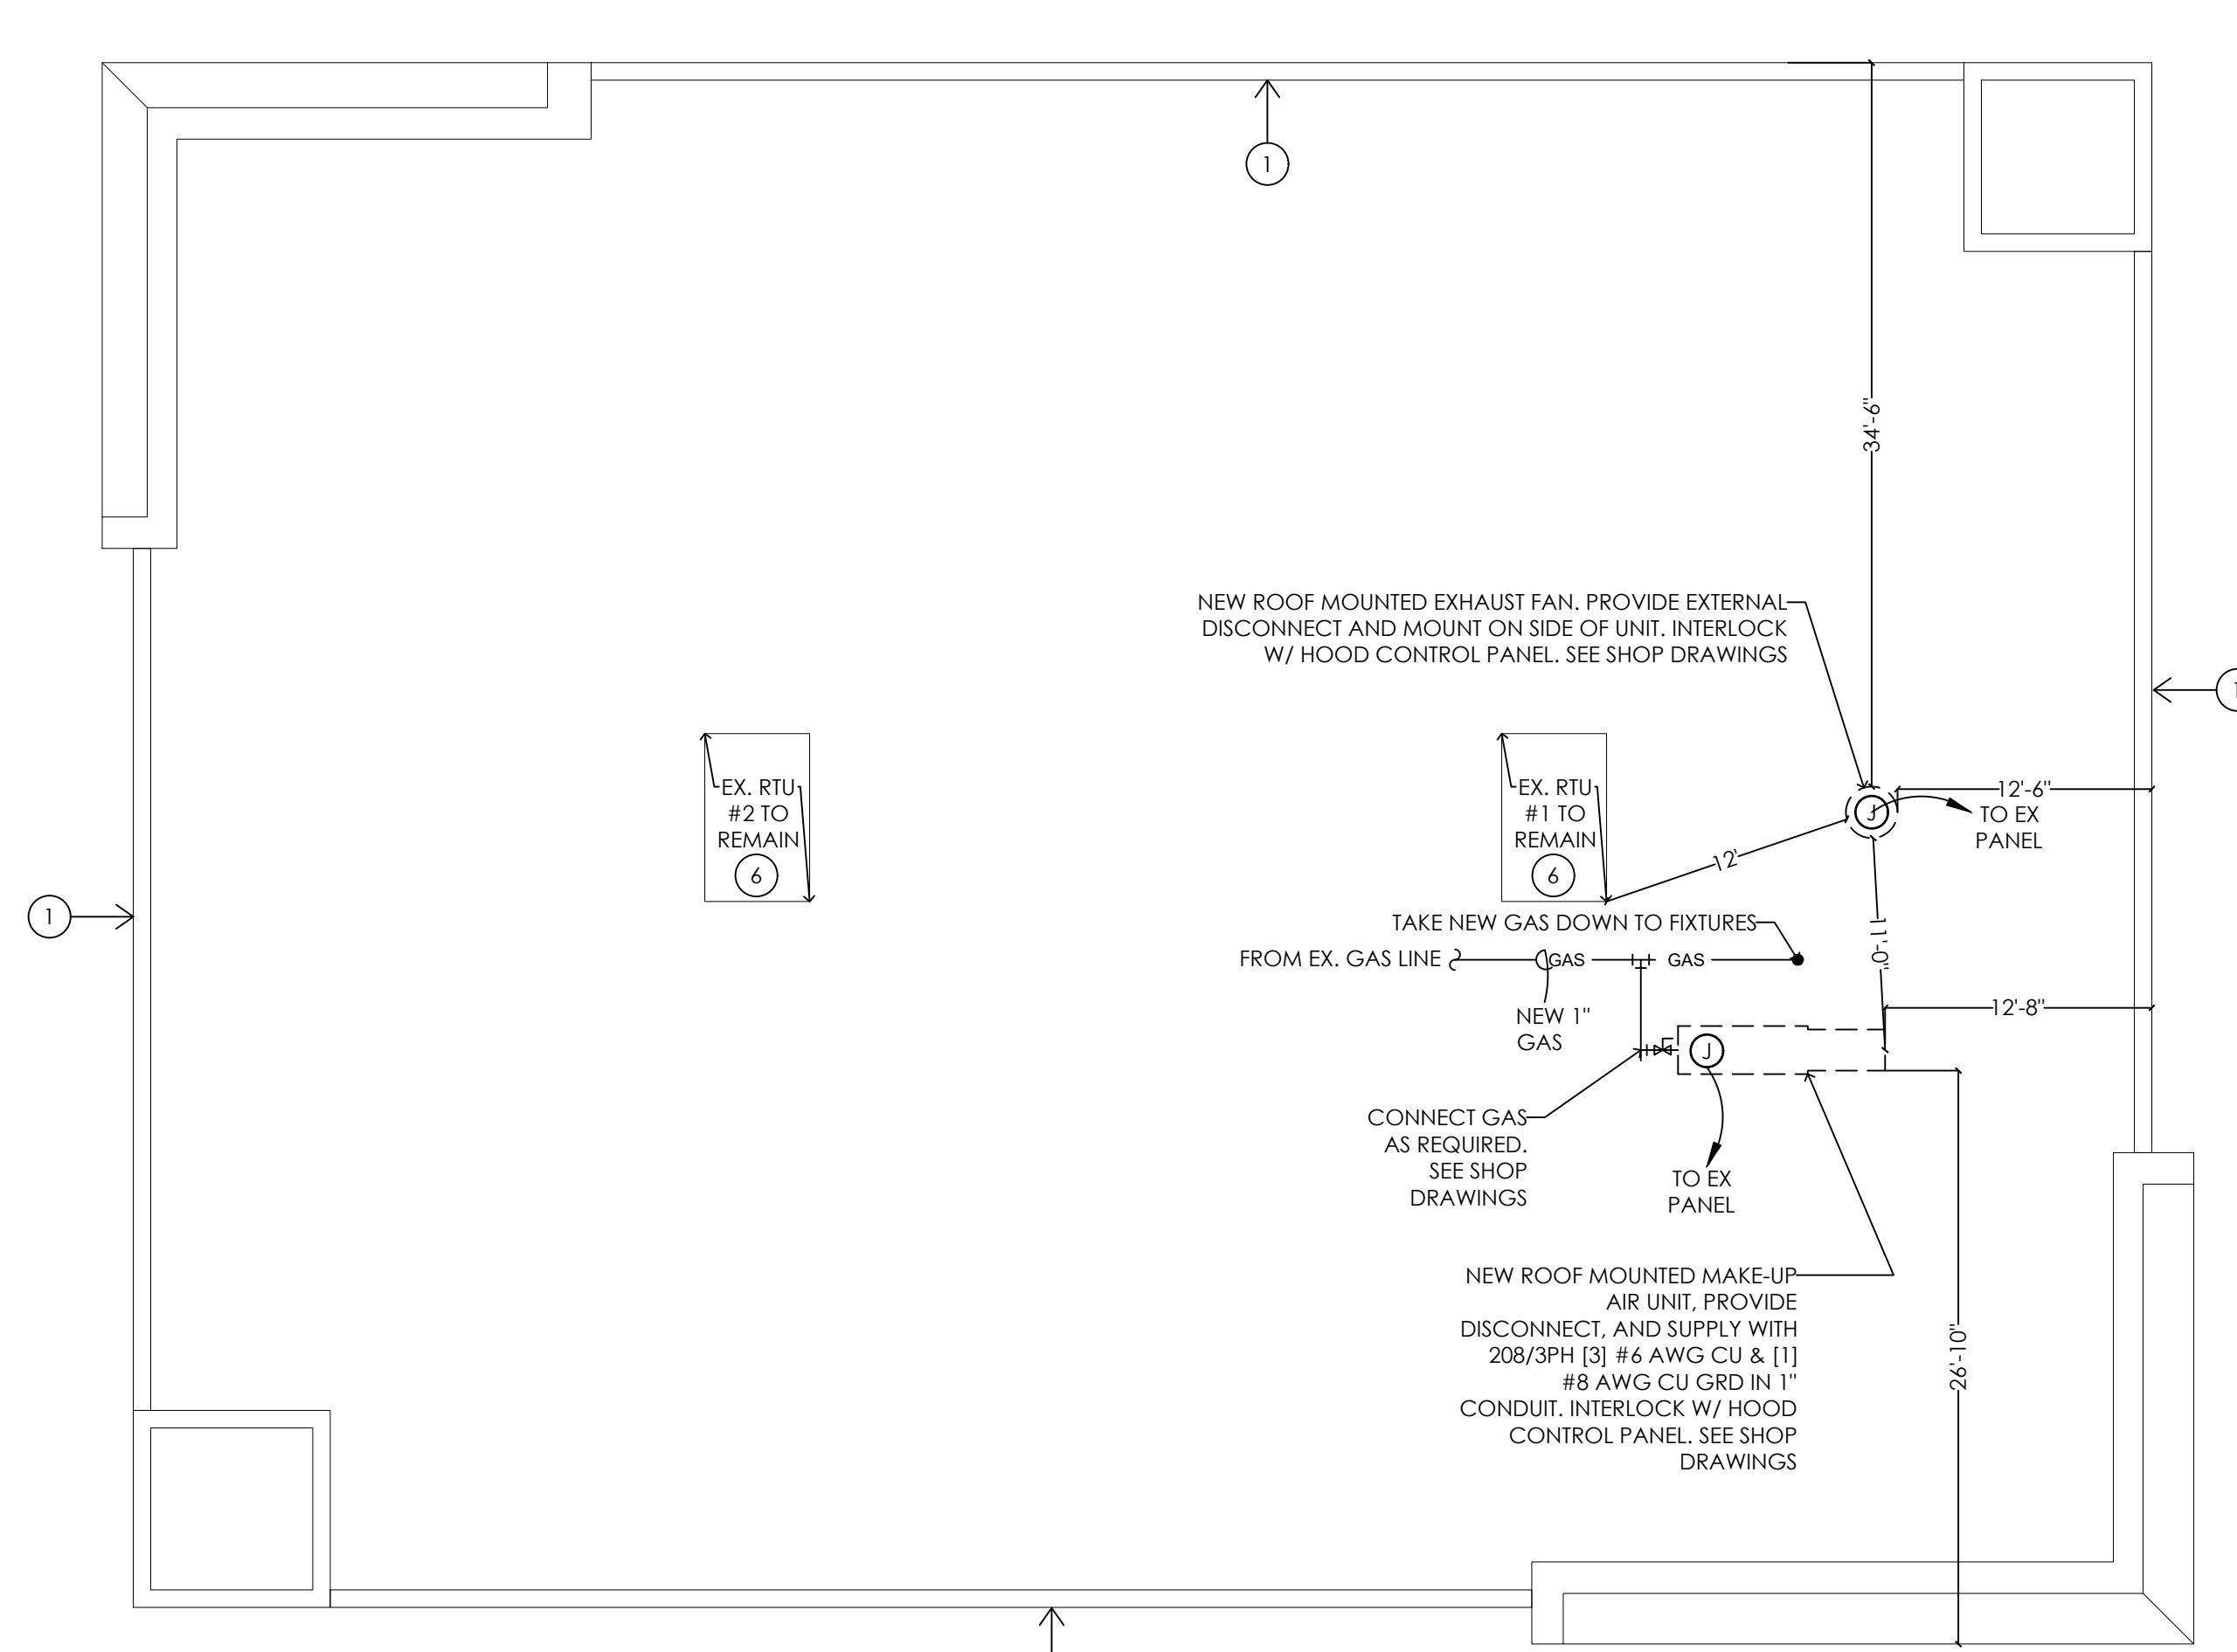 1
34'-6"
NEW ROOF MOUNTED EXHAUST FAN. PROVIDE EXTERNAL
DISCONNECT AND MOUNT ON SIDE OF UNIT. INTERLOCK
W/ HOOD CONTROL PANEL. SEE SHOP DRAWINGS
1
EX. RTU
#2 TO
REMAIN
6
EX. RTU
#1 TO
REMAIN
6
12'
J
12'-6"
TO EX
PANEL
1
TAKE NEW GAS DOWN TO FIXTURES
FROM EX. GAS LINE
GAS
GAS
11'-0"
NEW 1"
GAS
12'-8"
J
CONNECT GAS
AS REQUIRED.
SEE SHOP
DRAWINGS
TO EX
PANEL
NEW ROOF MOUNTED MAKE-UP
AIR UNIT, PROVIDE
DISCONNECT, AND SUPPLY WITH
208/3PH [3] #6 AWG CU & [1]
#8 AWG CU GRD IN 1"
CONDUIT. INTERLOCK W/ HOOD
CONTROL PANEL. SEE SHOP
DRAWINGS
26'-10"